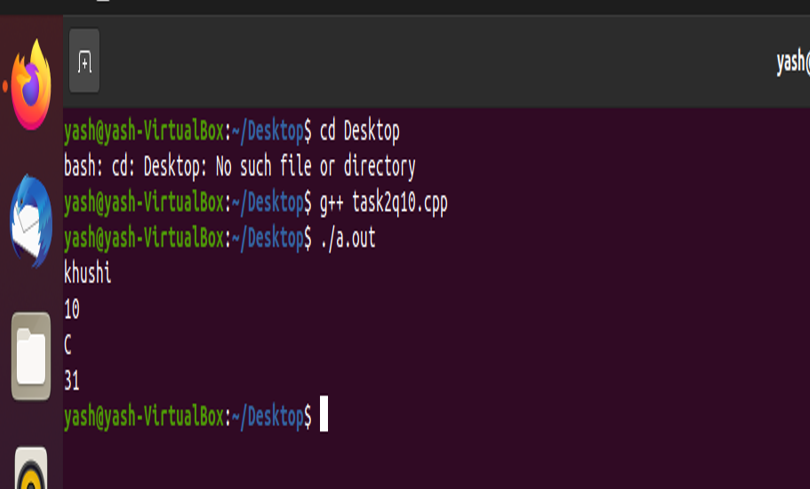 yash@
yash@yash-VirtualBox:~/Desktop$ cd Desktop
bash: cd: Desktop: No such file or directory
yash@yash-VirtualBox:~/Desktop$ g++ task2q10.cpp
yash@yash-VirtualBox:~/Desktop$ ./a.out
khushi
10
C
31
yash@yash-VirtualBox:~/Desktop$